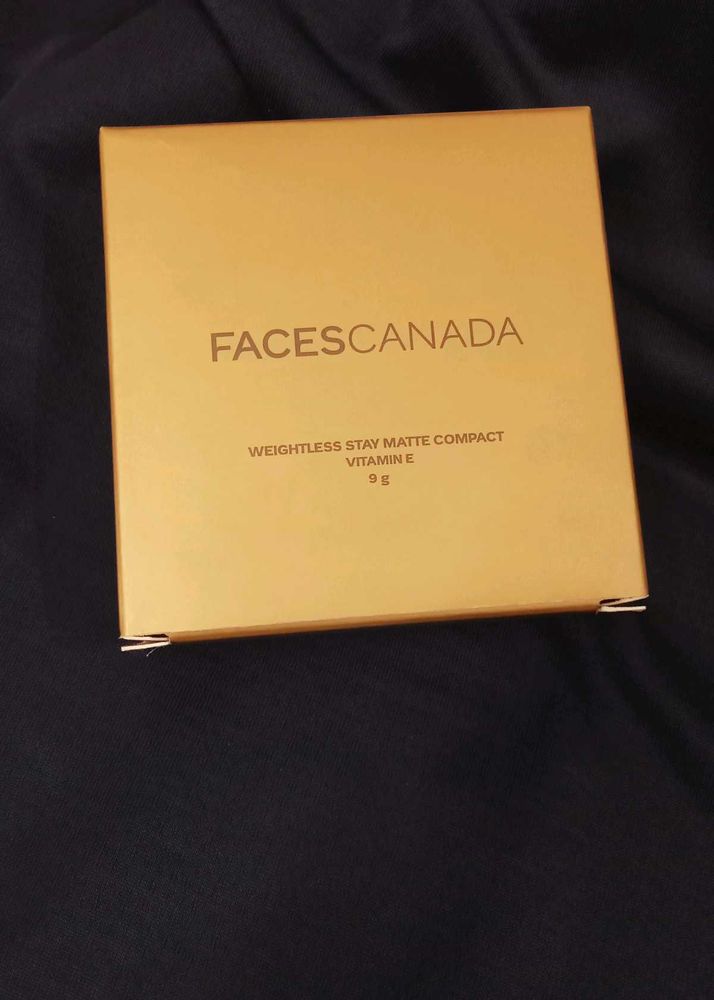 FACESCANADA
WEIGHTLESS STAY MATTE COMPACT
VITAMIN E
9 g